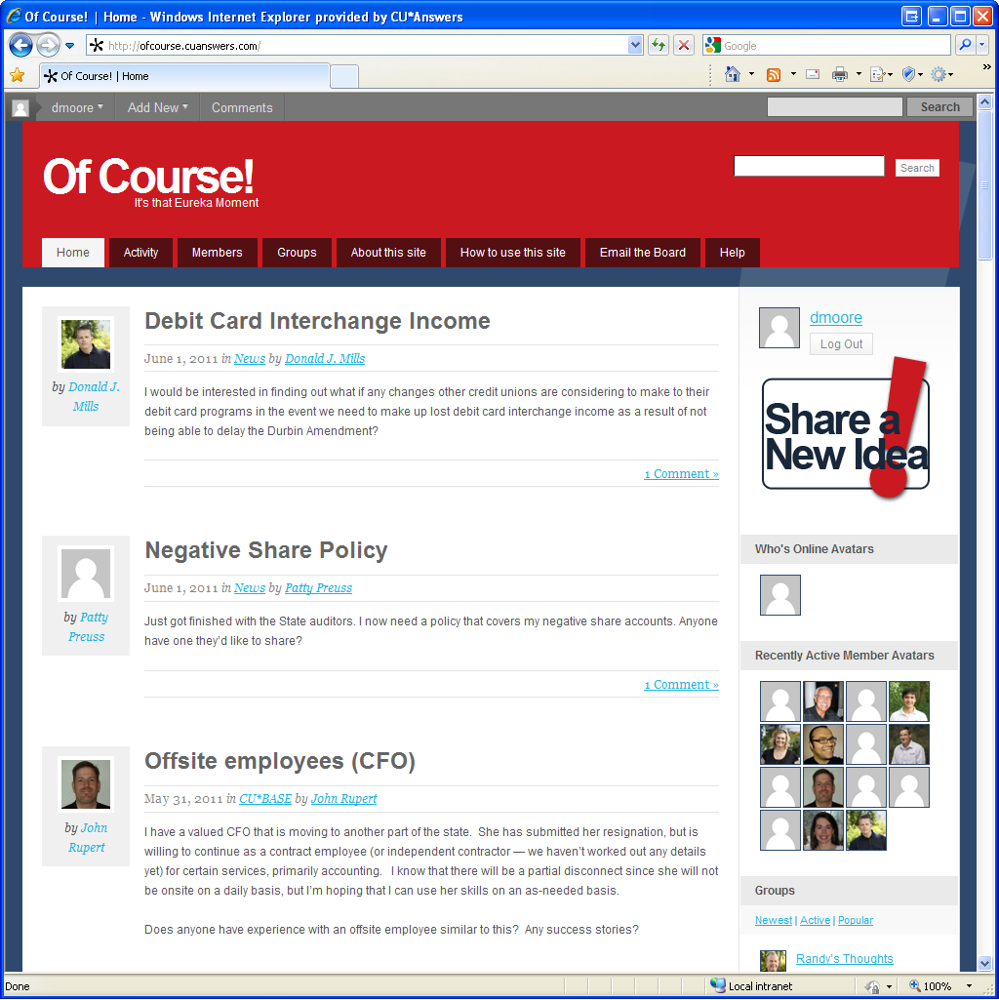 Of Course! | Home - Windows Internet Explorer provided by CU*Answers
http://ofcourse.cuanswers.com/
Google
Of Course! | Home
dmoore
Add New
Comments
Search
Of Course!
It's that Eureka Moment
Search
Home
Activity
Members
Groups
About this site
How to use this site
Email the Board
Help
Debit Card Interchange Income
June 1, 2011 in News by Donald J. Mills
by Donald J.
Mills
I would be interested in finding out what if any changes other credit unions are considering to make to their
debit card programs in the event we need to make up lost debit card interchange income as a result of not
being able to delay the Durbin Amendment?
1 Comment »
Negative Share Policy
June 1, 2011 in News by Patty Preuss
by Patty
Preuss
Just got finished with the State auditors. I now need a policy that covers my negative share accounts. Anyone
have one they’d like to share?
1 Comment »
Offsite employees (CFO)
May 31, 2011 in CU*BASE by John Rupert
by John
Rupert
I have a valued CFO that is moving to another part of the state.  She has submitted her resignation, but is
willing to continue as a contract employee (or independent contractor — we haven’t worked out any details
yet) for certain services, primarily accounting.   I know that there will be a partial disconnect since she will not
be onsite on a daily basis, but I’m hoping that I can use her skills on an as-needed basis.
Does anyone have experience with an offsite employee similar to this?  Any success stories?
dmoore
Log Out
Share a
New Idea
Who's Online Avatars
Recently Active Member Avatars
Groups
Newest | Active | Popular
Randy's Thoughts
Done
Local intranet
100%